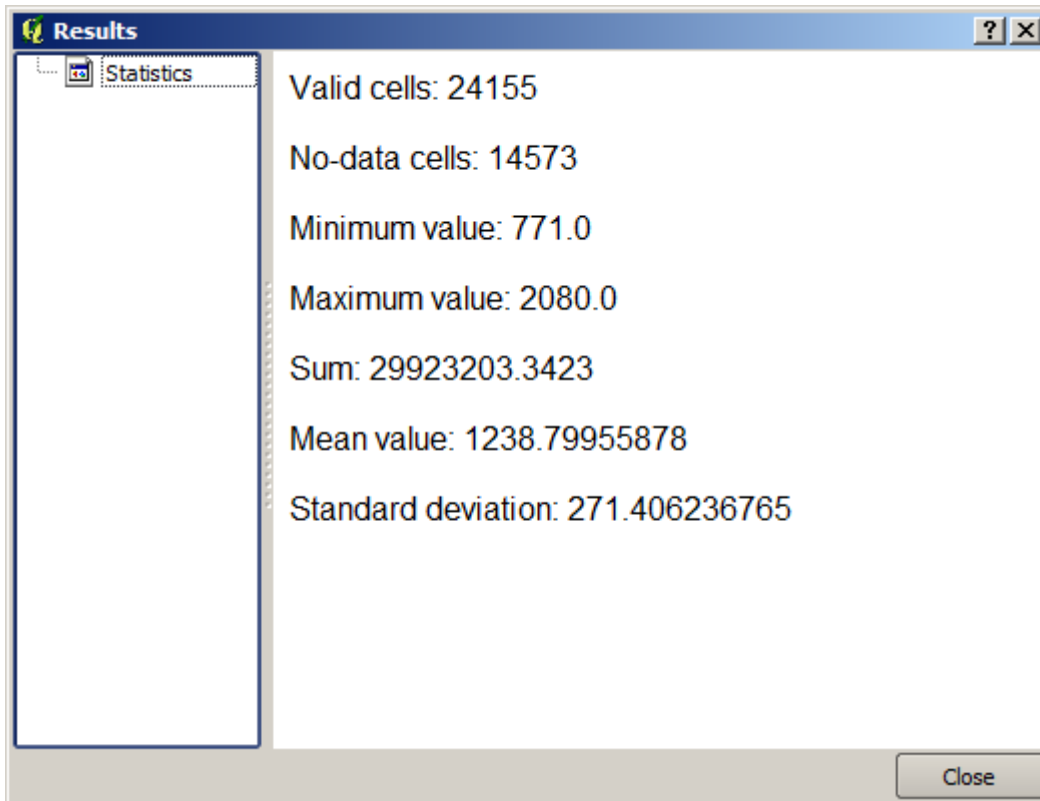 Results
Statistics
Valid cells: 24155
No-data cells: 14573
Minimum value: 771.0
Maximum value: 2080.0
Sum: 29923203.3423
Mean value: 1238.79955878
Standard deviation: 271.406236765
Close